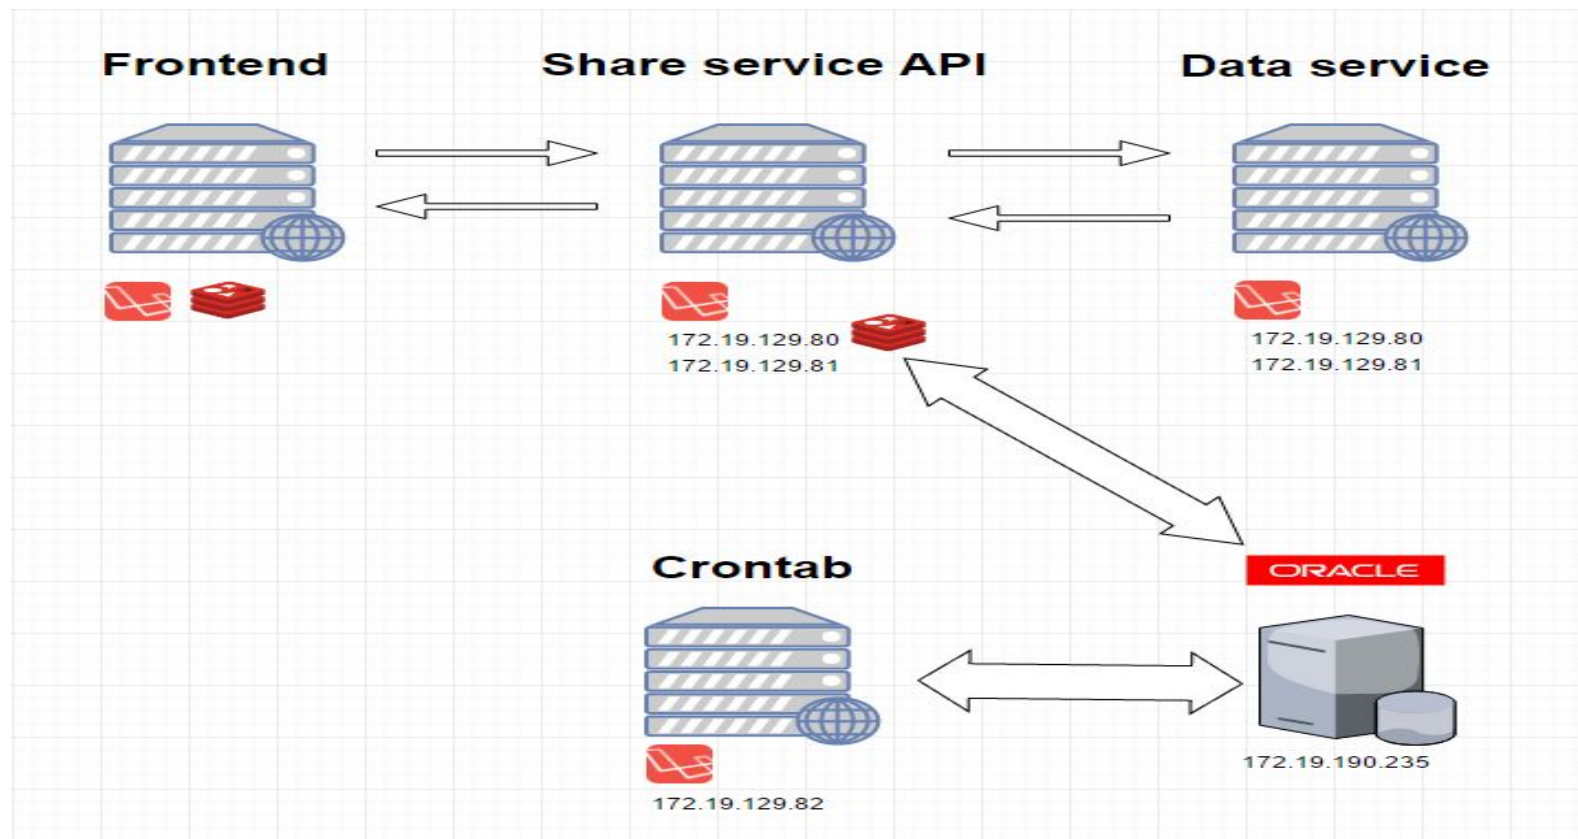 Frontend
Share service API
Data service
172.19.129.80
172.19.129.81
172.19.129.80
172.19.129.81
Crontab
ORACLE
172.19.129.82
172.19.190.235